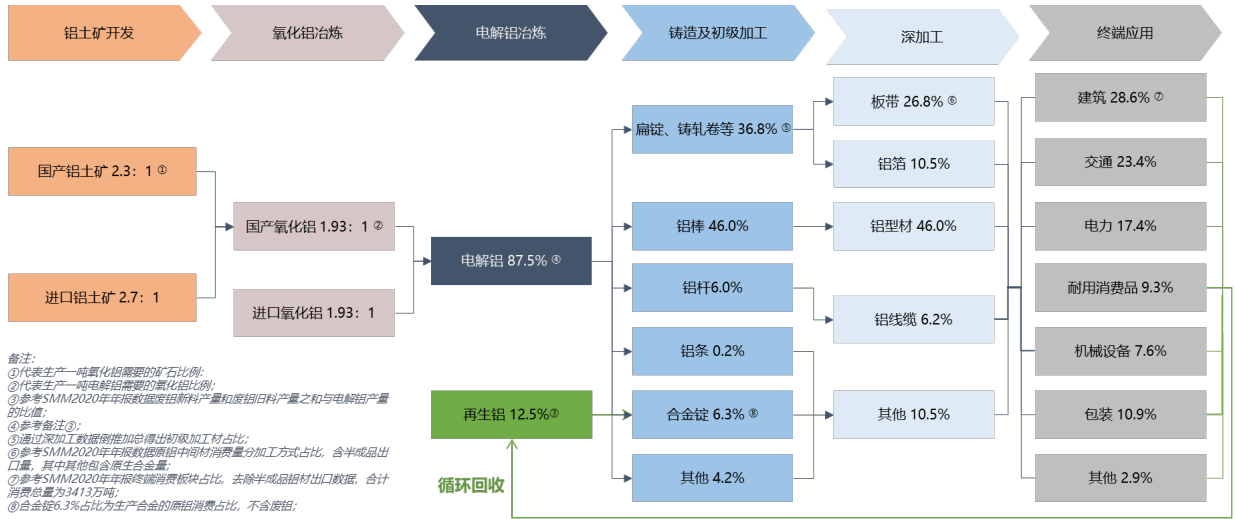 铝土矿开发
氧化铝冶炼
电解铝冶炼
铸造及初级加工
深加工
终端应用
国产铝土矿 2.3：1 ①
进口铝土矿 2.7：1
国产氧化铝 1.93：1 ②
进口氧化铝 1.93：1
电解铝 87.5% ④
再生铝 12.5%③
扁锭、铸轧卷等 36.8% ⑤
铝棒 46.0%
铝杆6.0%
铝条 0.2%
合金锭 6.3% ⑧
其他 4.2%
板带 26.8% ⑥
铝箔 10.5%
铝型材 46.0%
铝线缆 6.2%
其他 10.5%
建筑 28.6% ⑦
交通 23.4%
电力 17.4%
耐用消费品 9.3%
机械设备 7.6%
包装 10.9%
其他 2.9%
循环回收
备注：
①代表生产一吨氧化铝需要的矿石比例：
②代表生产一吨电解铝需要的氧化铝比例；
③参考SMM2020年年报数据废铝新料产量和废铝旧料产量之和与电解铝产量
的比值；
④参考备注③；
⑤通过深加工数据倒推加总得出初级加工材占比；
⑥参考SMM2020年年报数据原铝中间材消费量分加工方式占比，含半成品出
口量，其中其他包含原生合金量；
⑦参考SMM2020年年报终端消费板块占比，去除半成品铝材出口数据，合计
消费总量为3413万吨；
⑧合金锭6.3%占比为生产合金的原铝消费占比，不含废铝；